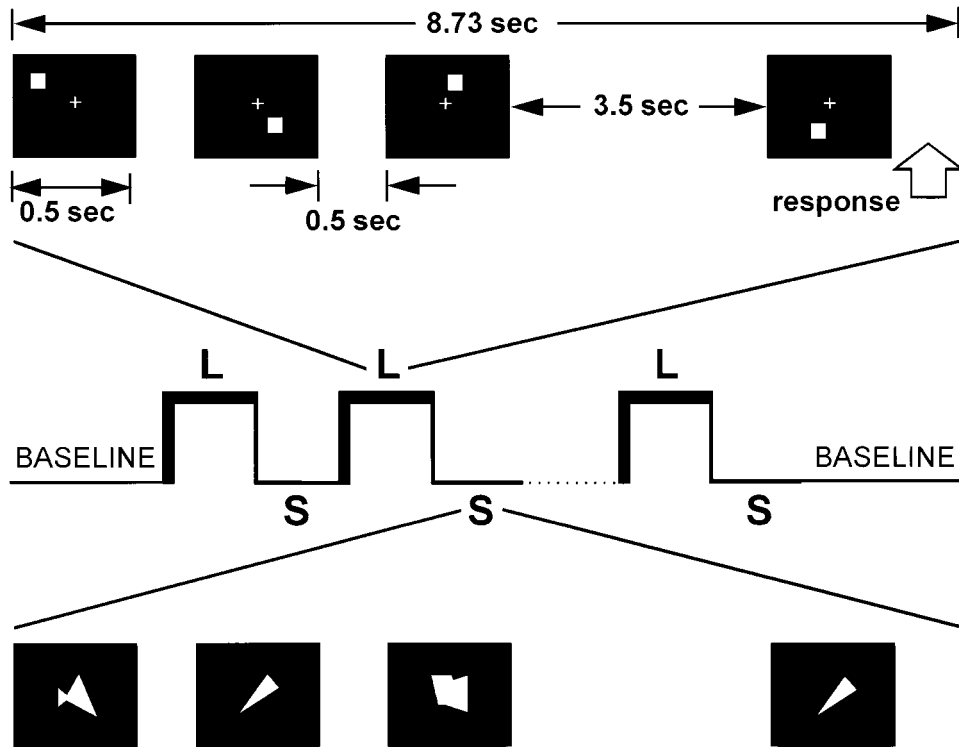 8.73 sec
3.5 sec
0.5 sec
0.5 sec
response
L
L
L
BASELINE
BASELINE
S
S
S